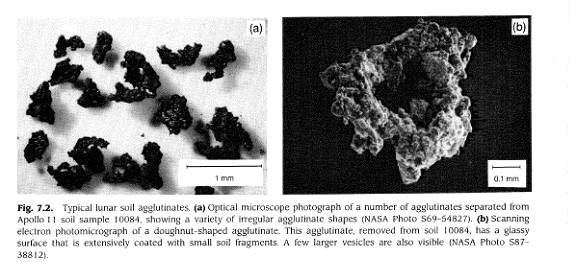 (a)
(b)
1 mm
0.1 mm
Fig. 7.2. Typical lunar soil agglutinates. (a) Optical microscope photograph of a number of agglutinates separated from
Apollo 11 soil sample 10084, showing a variety of irregular agglutinate shapes (NASA Photo S69-54827). (b) Scanning
electron photomicrograph of a doughnut-shaped agglutinate. This agglutinate, removed from soil 10084, has a glassy
surface that is extensively coated with small soil fragments. A few larger vesicles are also visible (NASA Photo S87-
38812).